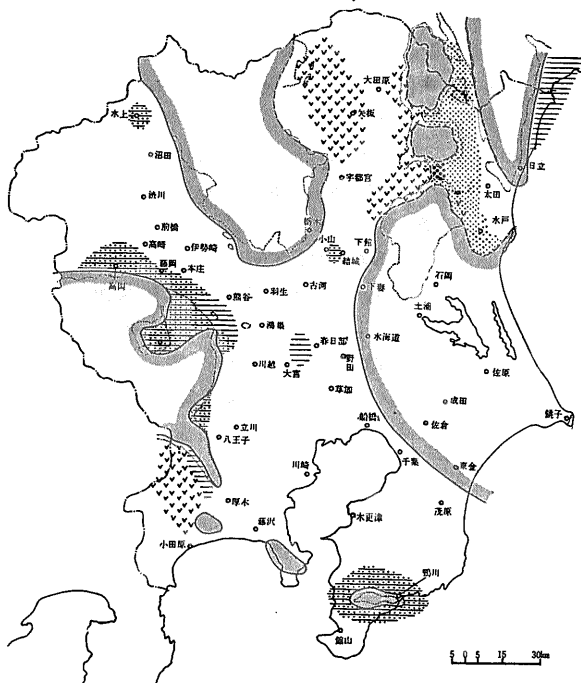 大田原
矢板
水上
沼田
宇都宮
日立
太田
渋川
栃木
水戸
前橋
小山
下館
高崎
伊勢崎
結城
藤岡
本庄
石岡
古河
下妻
熊谷
羽生
土浦
鴻巣
春日部
水海道
川越
大宮
野田
佐原
草加
成田
銚子
船橋
佐倉
立川
八王子
千葉
東金
川崎
厚木
茂原
木更津
藤沢
小田原
鴨川
館山
5 0 5 15 30km